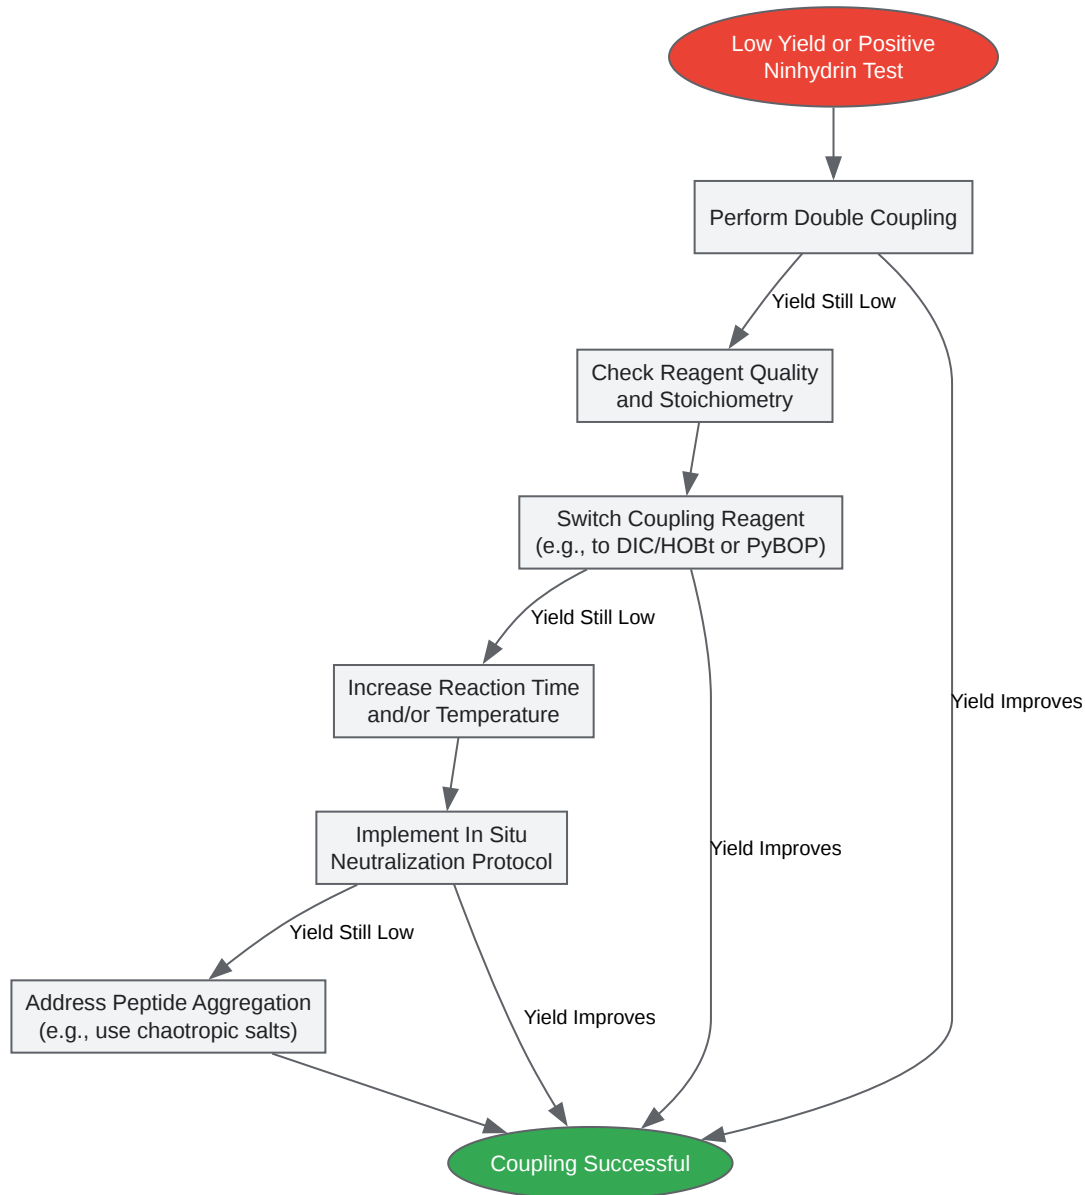 Low Yield or Positive
Ninhydrin Test
Perform Double Coupling
Yield Still Low
Check Reagent Quality
and Stoichiometry
Switch Coupling Reagent
(e.g., to DIC/HOBt or PyBOP)
Yield Still Low
Increase Reaction Time
and/or Temperature
Yield Improves
Implement In Situ
Neutralization Protocol
Yield Improves
Yield Still Low
Address Peptide Aggregation
(e.g., use chaotropic salts)
Yield Improves
Coupling Successful